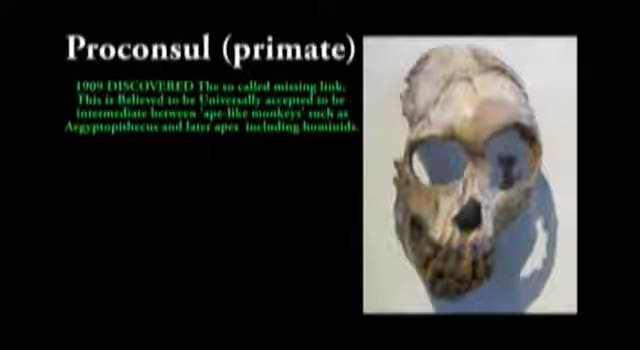 Proconsul (primate)
1909 DISCOVERED The so called missing link.
This is Believed to be Universally accepted to be
intermediate between 'ape-like monkeys' such as
Aegyptopithecus and later apes including hominids.